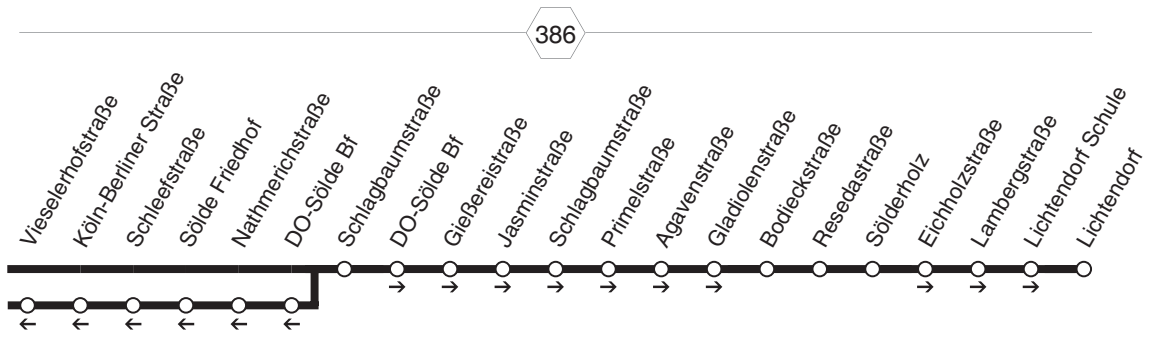 386
Vieselerhofstraße
Köln-Berliner Straße
Schleefstraße
Sölde Friedhof
Nathmerichstraße
DO-Sölde Bf
Schlagbaumstraße
DO-Sölde Bf
Gießereistraße
Jasminstraße
Schlagbaumstraße
Primelstraße
Agavenstraße
Gladiolenstraße
Bodieckstraße
Resedastraße
Sölderholz
Eichholzstraße
Lambergstraße
Lichtendorf Schule
Lichtendorf